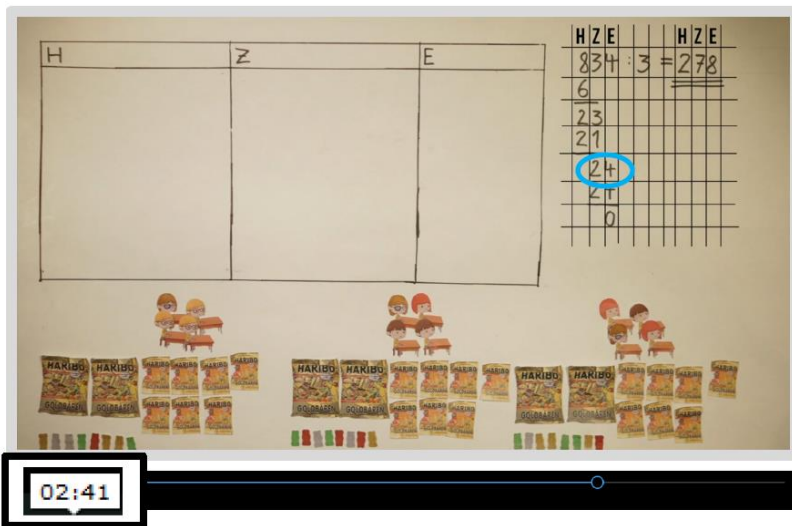 H Z E
H Z E
H Z E
834 : 3 = 278
6
23
21
24
24
0
HARIBO HARIBO
GOLDBÄREN GOLDBÄREN
HARIBO HARIBO
GOLDBÄREN GOLDBÄREN
HARIBO HARIBO
GOLDBÄREN GOLDBÄREN
02:41